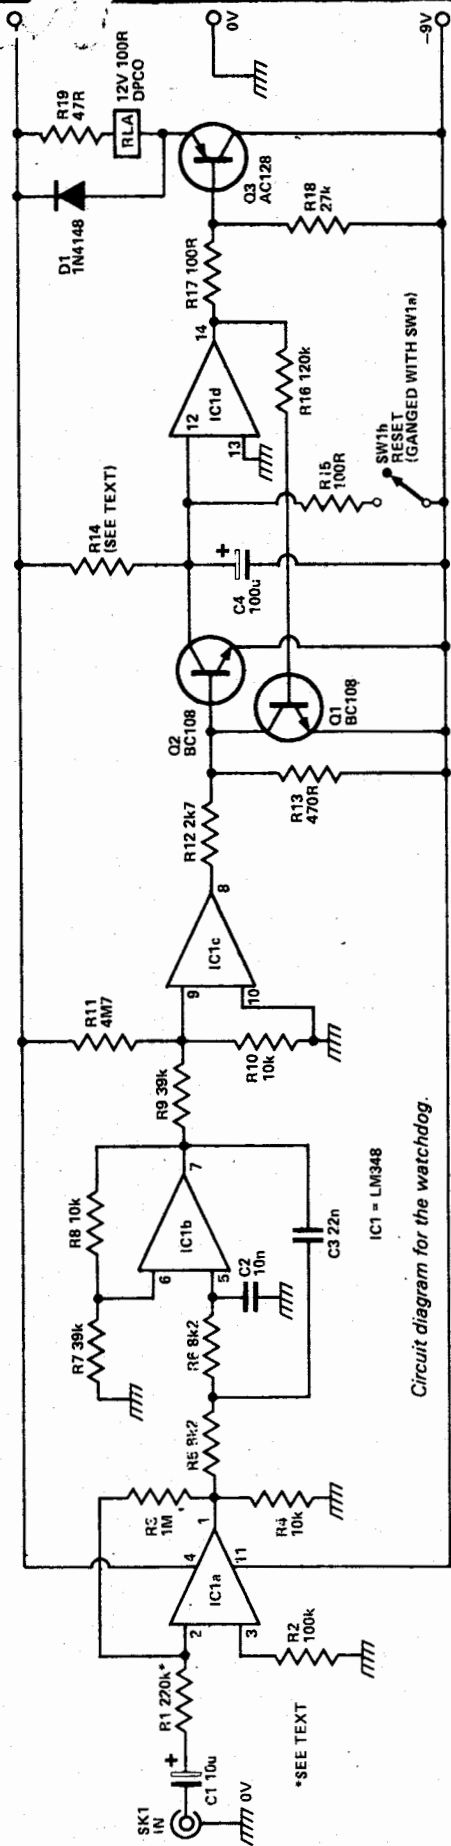 SK1
IN
0V
C1 10u
+
R1 220k*
*SEE TEXT
2
3
4
11
1
IC1a
R2
100k
R3
1M
R4
10k
R5 8k2
R6 8k2
R7 39k
R8 10k
6
5
7
IC1b
C2
10n
C3 22n
R9 39k
R11
4M7
R10
10k
9
10
8
IC1c
IC1 = LM348
Circuit diagram for the watchdog.
R12 2k7
R13
470R
Q2
BC108
Q1
BC108
R14
(SEE TEXT)
+
C4
100u
R15
100R
SW1b
RESET
(GANGED WITH SW1a)
12
13
14
IC1d
R16 120k
R17 100R
R18
27k
Q3
AC128
D1
1N4148
R19
47R
RLA
12V 100R
DPCO
0V
-9V